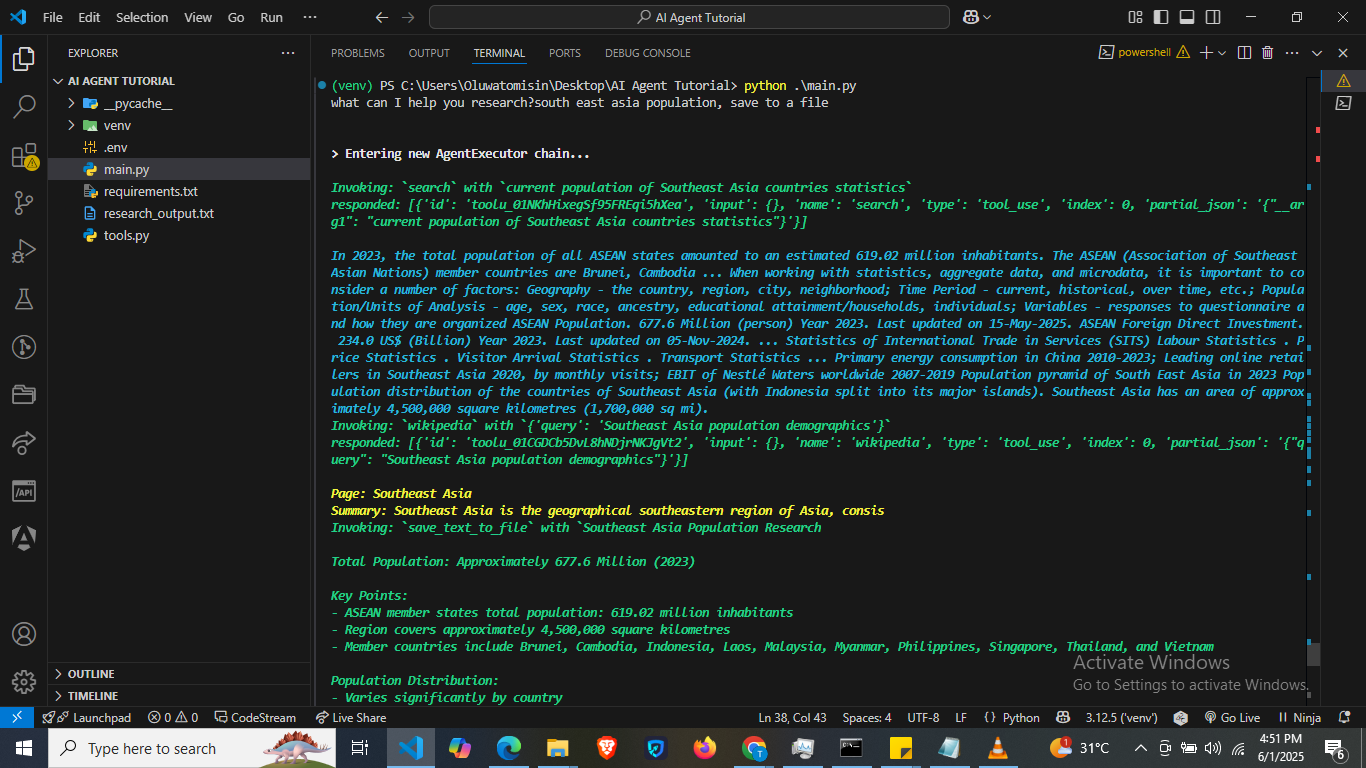 File Edit Selection View Go Run ··· AI Agent Tutorial
EXPLORER
AI AGENT TUTORIAL
__pycache__
venv
.env
main.py
requirements.txt
research_output.txt
tools.py
OUTLINE
TIMELINE
PROBLEMS OUTPUT TERMINAL PORTS DEBUG CONSOLE powershell
(venv) PS C:\Users\Oluwatomisin\Desktop\AI Agent Tutorial> python .\main.py
what can I help you research?south east asia population, save to a file
> Entering new AgentExecutor chain...
Invoking: `search` with `current population of Southeast Asia countries statistics`
responded: [{'id': 'toolu_01NKhHixegSf95FREqi5hXea', 'input': {}, 'name': 'search', 'type': 'tool_use', 'index': 0, 'partial_json': '{"__ar
g1": "current population of Southeast Asia countries statistics"}'}]
In 2023, the total population of all ASEAN states amounted to an estimated 619.02 million inhabitants. The ASEAN (Association of Southeast
Asian Nations) member countries are Brunei, Cambodia ... When working with statistics, aggregate data, and microdata, it is important to co
nsider a number of factors: Geography - the country, region, city, neighborhood; Time Period - current, historical, over time, etc.; Popula
tion/Units of Analysis - age, sex, race, ancestry, educational attainment/households, individuals; Variables - responses to questionnaire a
nd how they are organized ASEAN Population. 677.6 Million (person) Year 2023. Last updated on 15-May-2025. ASEAN Foreign Direct Investment.
234.0 US$ (Billion) Year 2023. Last updated on 05-Nov-2024. ... Statistics of International Trade in Services (SITS) Labour Statistics . P
rice Statistics . Visitor Arrival Statistics . Transport Statistics ... Primary energy consumption in China 2010-2023; Leading online retai
lers in Southeast Asia 2020, by monthly visits; EBIT of Nestlé Waters worldwide 2007-2019 Population pyramid of South East Asia in 2023 Pop
ulation distribution of the countries of Southeast Asia (with Indonesia split into its major islands). Southeast Asia has an area of approx
imately 4,500,000 square kilometres (1,700,000 sq mi).
Invoking: `wikipedia` with `{'query': 'Southeast Asia population demographics'}`
responded: [{'id': 'toolu_01CGDCb5DvL8hNDjrNKJgVt2', 'input': {}, 'name': 'wikipedia', 'type': 'tool_use', 'index': 0, 'partial_json': '{"q
uery": "Southeast Asia population demographics"}'}]
Page: Southeast Asia
Summary: Southeast Asia is the geographical southeastern region of Asia, consis
Invoking: `save_text_to_file` with `Southeast Asia Population Research
Total Population: Approximately 677.6 Million (2023)
Key Points:
- ASEAN member states total population: 619.02 million inhabitants
- Region covers approximately 4,500,000 square kilometres
- Member countries include Brunei, Cambodia, Indonesia, Laos, Malaysia, Myanmar, Philippines, Singapore, Thailand, and Vietnam
Population Distribution:
- Varies significantly by country
Activate Windows
Go to Settings to activate Windows.
Launchpad 0 0 CodeStream Live Share Ln 38, Col 43 Spaces: 4 UTF-8 LF Python 3.12.5 ('venv') Go Live Ninja
Type here to search 1 31°C 4:51 PM
6/1/2025 6
/API